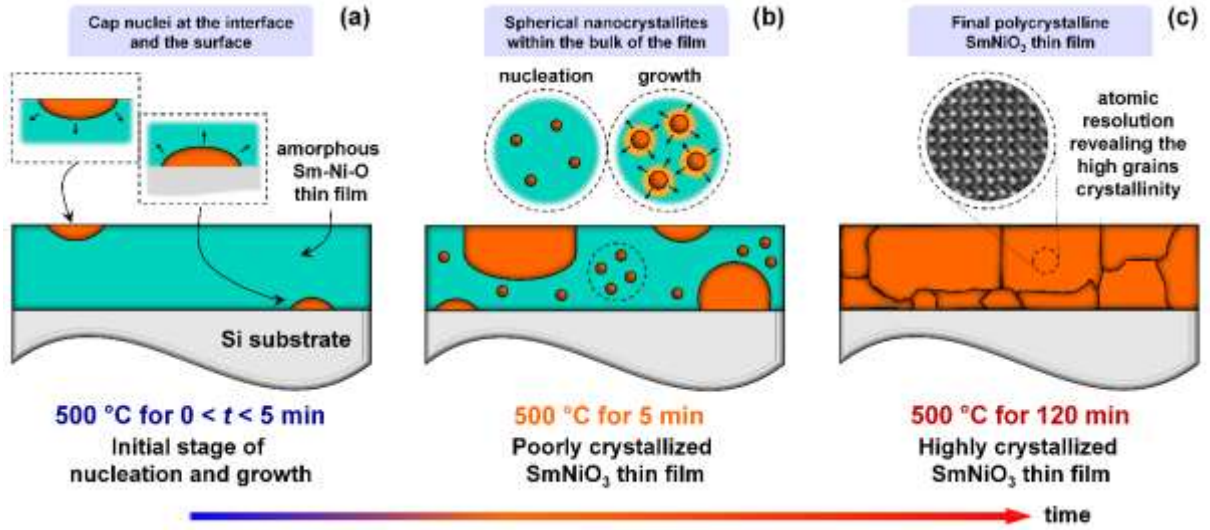 Cap nuclei at the interface
and the surface
(a)
amorphous
Sm-Ni-O
thin film
Si substrate
500 °C for 0 < t < 5 min
Initial stage of
nucleation and growth
Spherical nanocrystallites
within the bulk of the film
(b)
nucleation
growth
500 °C for 5 min
Poorly crystallized
SmNiO₃ thin film
Final polycrystalline
SmNiO₃ thin film
(c)
atomic
resolution
revealing the
high grains
crystallinity
500 °C for 120 min
Highly crystallized
SmNiO₃ thin film
time